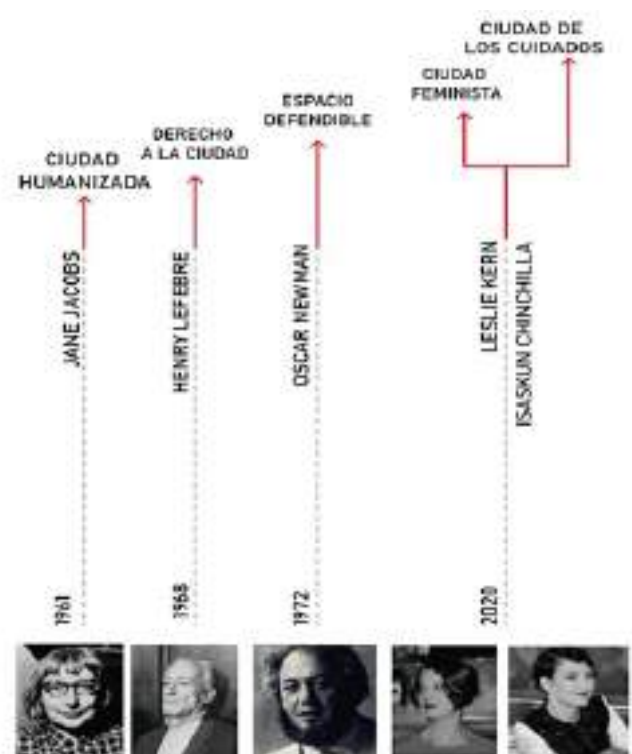 CIUDAD
HUMANIZADA
DERECHO
A LA CIUDAD
ESPACIO
DEFENDIBLE
CIUDAD
FEMINISTA
CIUDAD DE
LOS CUIDADOS
JANE JACOBS
HENRY LEFEBRE
OSCAR NEWMAN
LESLIE KERN
ISASKUN CHINCHILLA
1961
1968
1972
2020